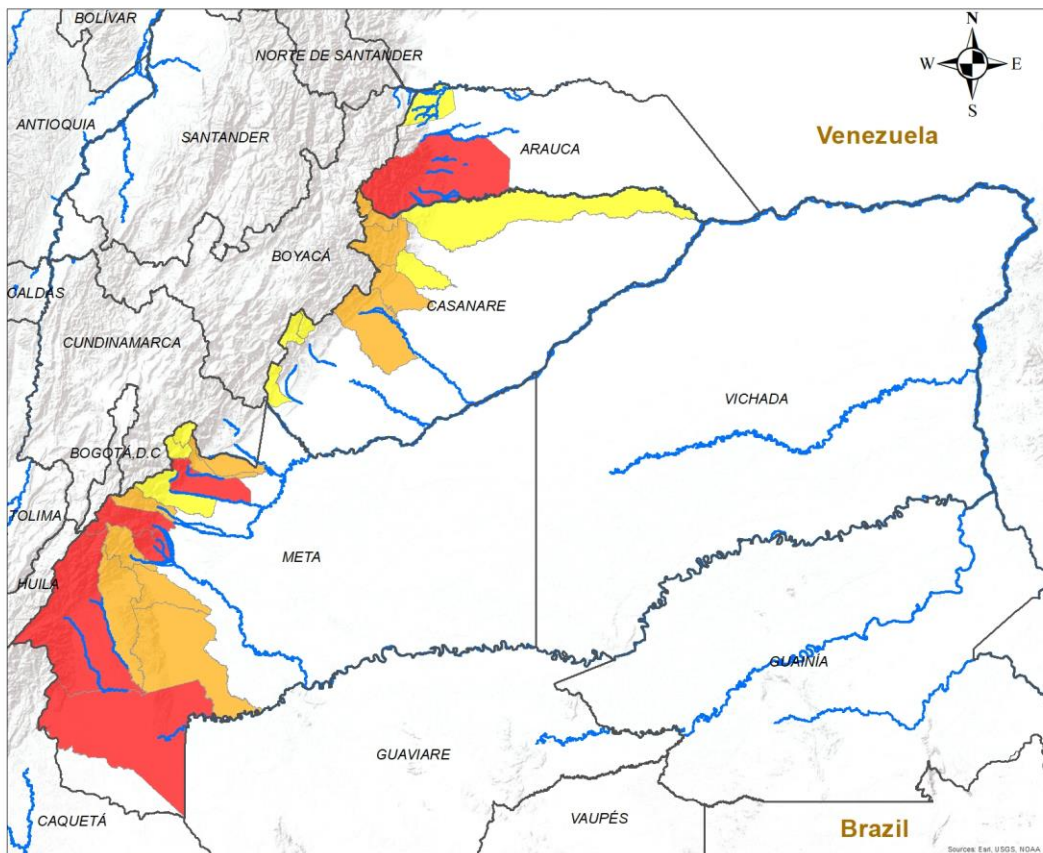 BOLÍVAR
NORTE DE SANTANDER
N
W
E
S
ANTIOQUIA
SANTANDER
ARAUCA
Venezuela
BOYACÁ
CALDAS
CASANARE
CUNDINAMARCA
VICHADA
BOGOTÁ,D.C
TOLIMA
META
HUILA
GUAINÍA
GUAVIARE
CAQUETÁ
VAUPÉS
Brazil
Sources: Esri, USGS, NOAA